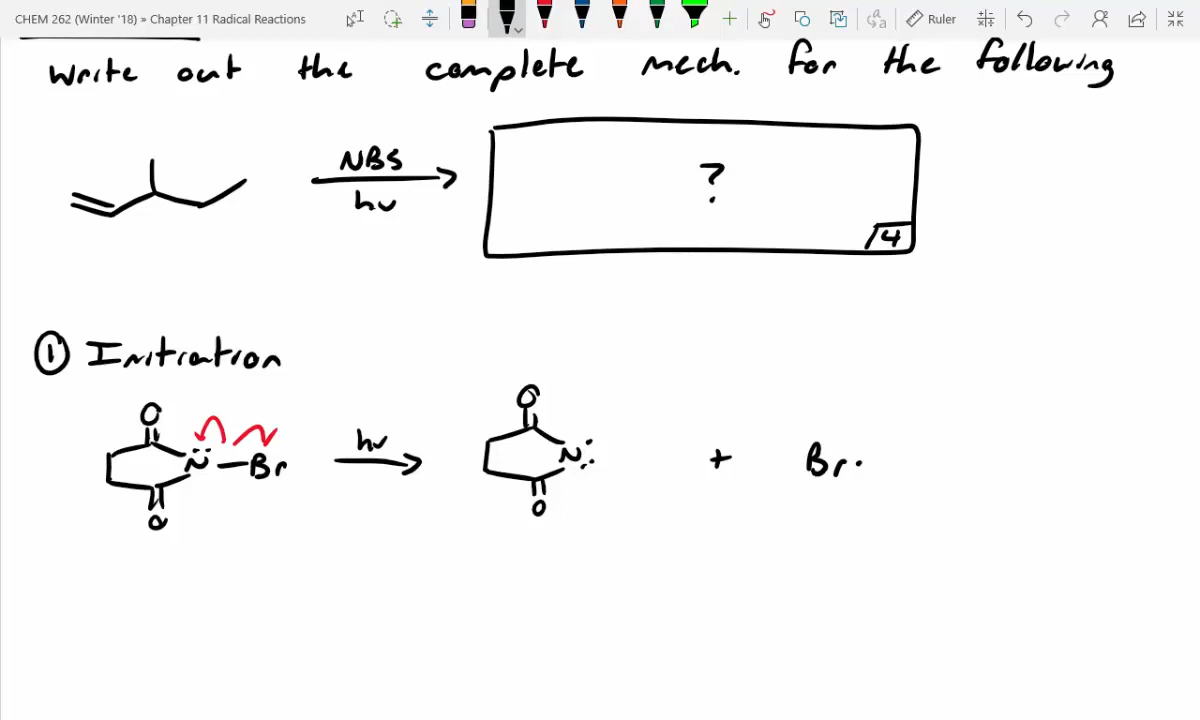 CHEM 262 (Winter '18) » Chapter 11 Radical Reactions
Ruler
Write out the complete mech. for the following
NBS
hν
?
/4
① Initiation
O
N
Br
O
hν
O
N
O
+
Br·